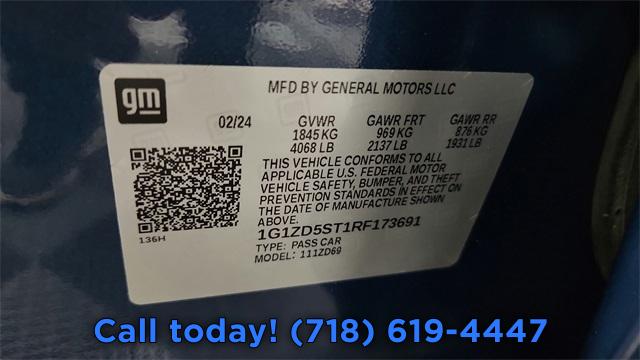 gm
MFD BY GENERAL MOTORS LLC
02/24 GVWR GAWR FRT GAWR RR
1845 KG 969 KG 876 KG
4068 LB 2137 LB 1931 LB
THIS VEHICLE CONFORMS TO ALL
APPLICABLE U.S. FEDERAL MOTOR
VEHICLE SAFETY, BUMPER, AND THEFT
PREVENTION STANDARDS IN EFFECT ON
THE DATE OF MANUFACTURE SHOWN
ABOVE.
136H
1G1ZD5ST1RF173691
TYPE: PASS CAR
MODEL: 111ZD69
Call today! (718) 619-4447